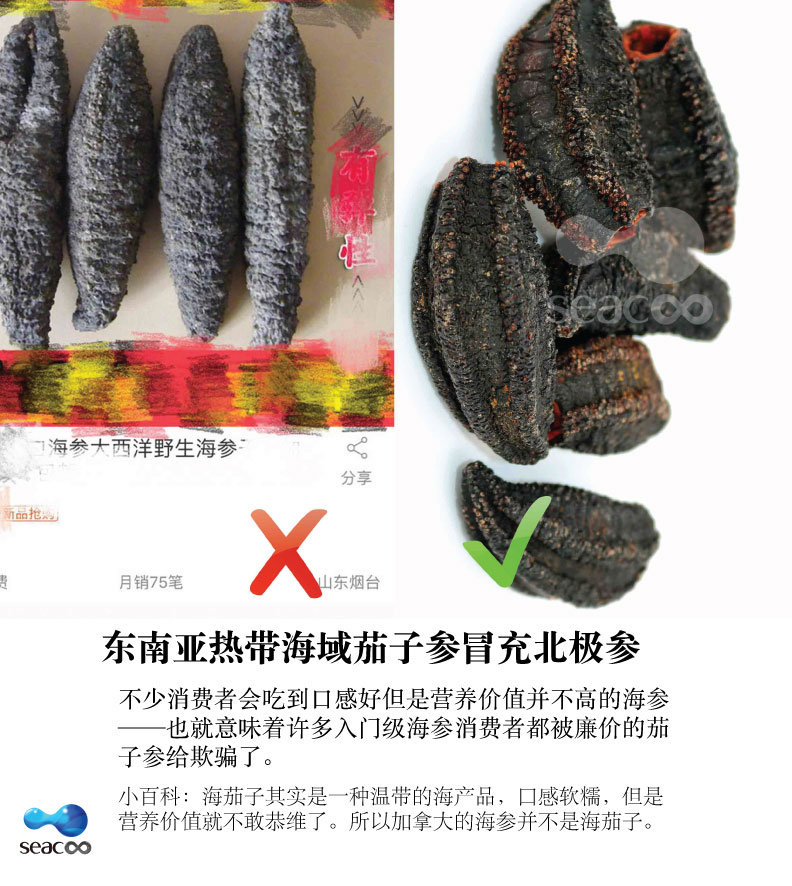 有弹性
海参大西洋野生海参
分享
新品抢购
费
月销75笔
山东烟台
seacoo
东南亚热带海域茄子参冒充北极参
不少消费者会吃到口感好但是营养价值并不高的海参
——也就意味着许多入门级海参消费者都被廉价的茄
子参给欺骗了。
小百科：海茄子其实是一种温带的海产品，口感软糯，但是
营养价值就不敢恭维了。所以加拿大的海参并不是海茄子。
seacoo